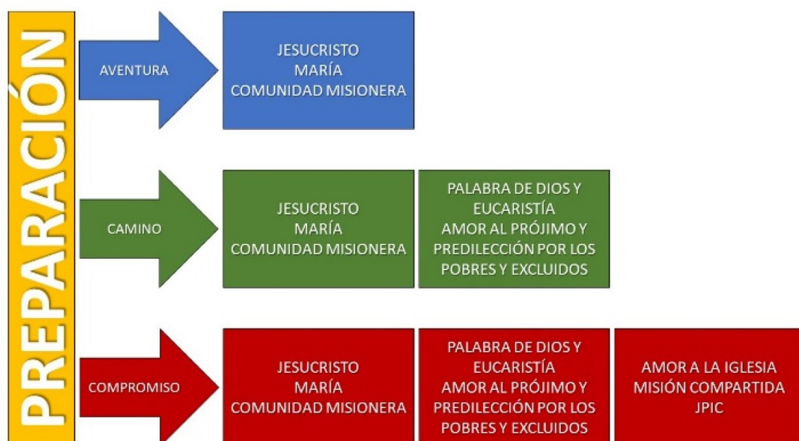 PREPARACIÓN
AVENTURA
JESUCRISTO
MARÍA
COMUNIDAD MISIONERA
CAMINO
JESUCRISTO
MARÍA
COMUNIDAD MISIONERA
PALABRA DE DIOS Y
EUCARISTÍA
AMOR AL PRÓJIMO Y
PREDILECCIÓN POR LOS
POBRES Y EXCLUIDOS
COMPROMISO
JESUCRISTO
MARÍA
COMUNIDAD MISIONERA
PALABRA DE DIOS Y
EUCARISTÍA
AMOR AL PRÓJIMO Y
PREDILECCIÓN POR LOS
POBRES Y EXCLUIDOS
AMOR A LA IGLESIA
MISIÓN COMPARTIDA
JPIC